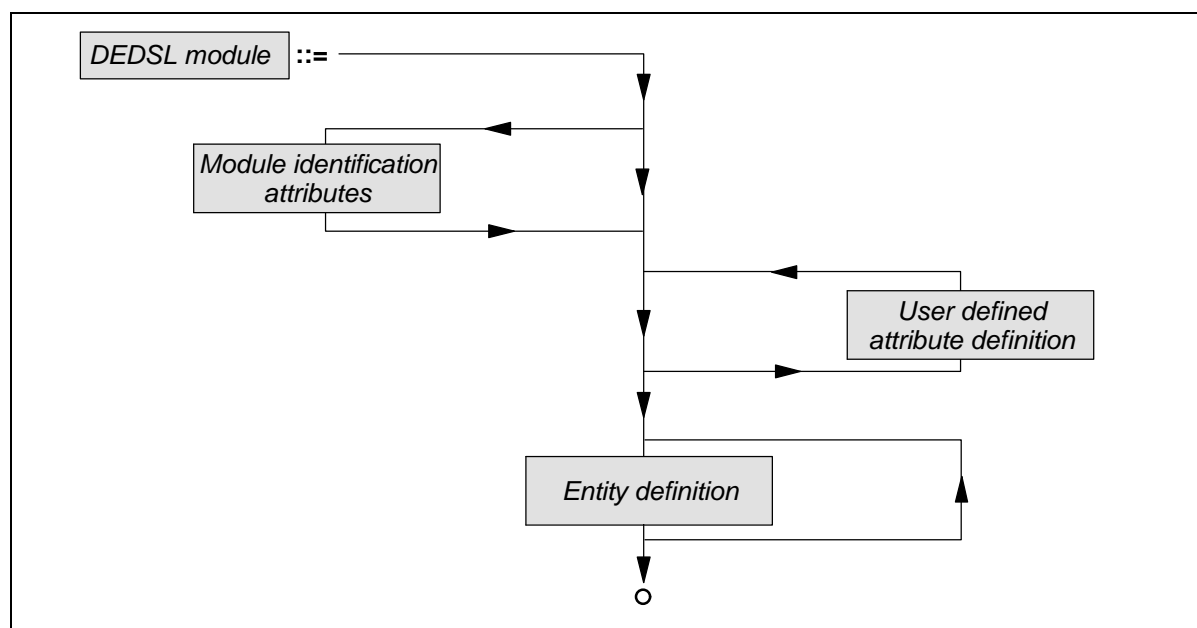 DEDSL module ::=
Module identification
attributes
User defined
attribute definition
Entity definition